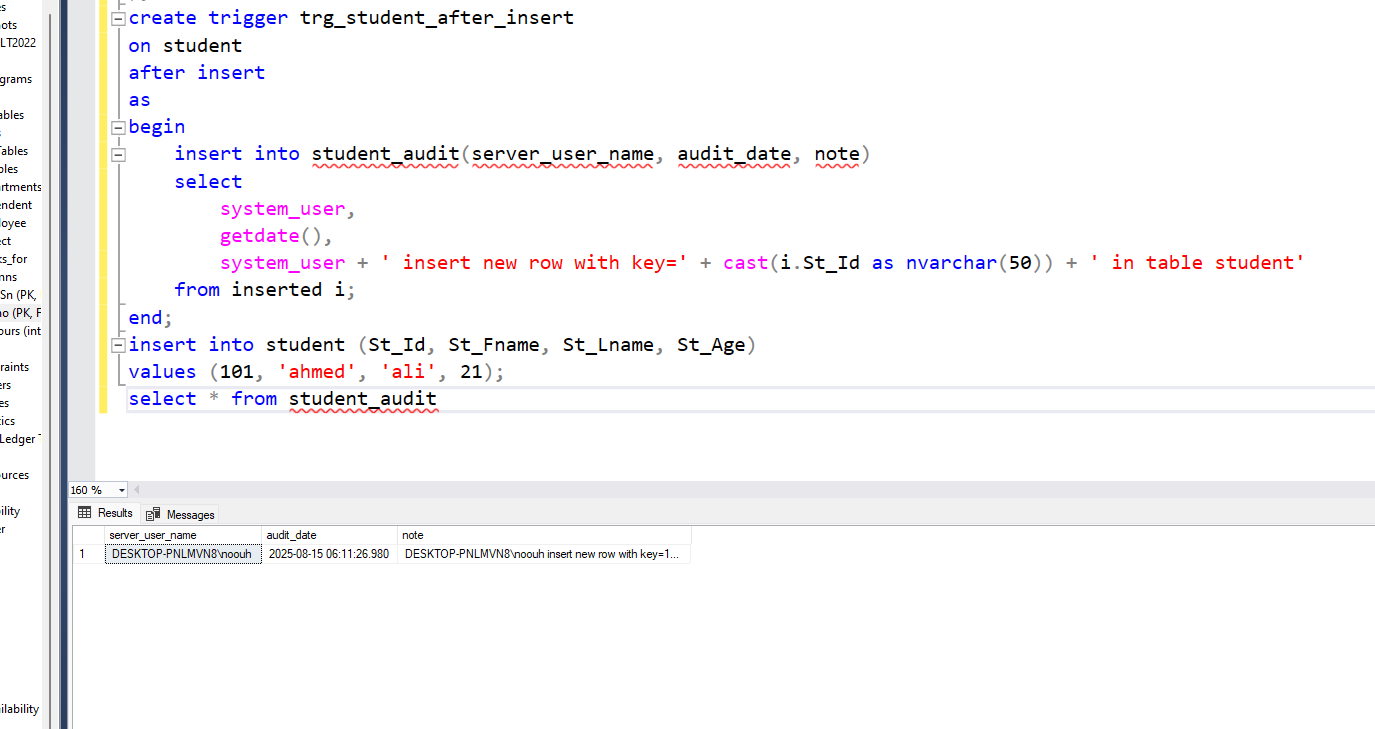 es
ots
LT2022
grams
ables
s
Tables
bles
rtments
endent
loyee
ect
ks_for
mns
Sn (PK,
no (PK, F
ours (int
raints
ers
es
tics
Ledger T
ources
bility
er
ilability
create trigger trg_student_after_insert
on student
after insert
as
begin
insert into student_audit(server_user_name, audit_date, note)
select
system_user,
getdate(),
system_user + ' insert new row with key=' + cast(i.St_Id as nvarchar(50)) + ' in table student'
from inserted i;
end;
insert into student (St_Id, St_Fname, St_Lname, St_Age)
values (101, 'ahmed', 'ali', 21);
select * from student_audit
160 %
Results Messages
server_user_name audit_date note
1 DESKTOP-PNLMVN8\noouh 2025-08-15 06:11:26.980 DESKTOP-PNLMVN8\noouh insert new row with key=1...